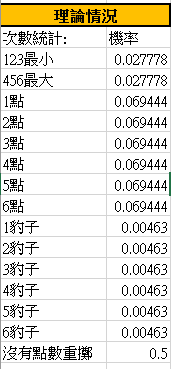 理論情況
次數統計: 機率
123最小 0.027778
456最大 0.027778
1點 0.069444
2點 0.069444
3點 0.069444
4點 0.069444
5點 0.069444
6點 0.069444
1豹子 0.00463
2豹子 0.00463
3豹子 0.00463
4豹子 0.00463
5豹子 0.00463
6豹子 0.00463
沒有點數重擲 0.5